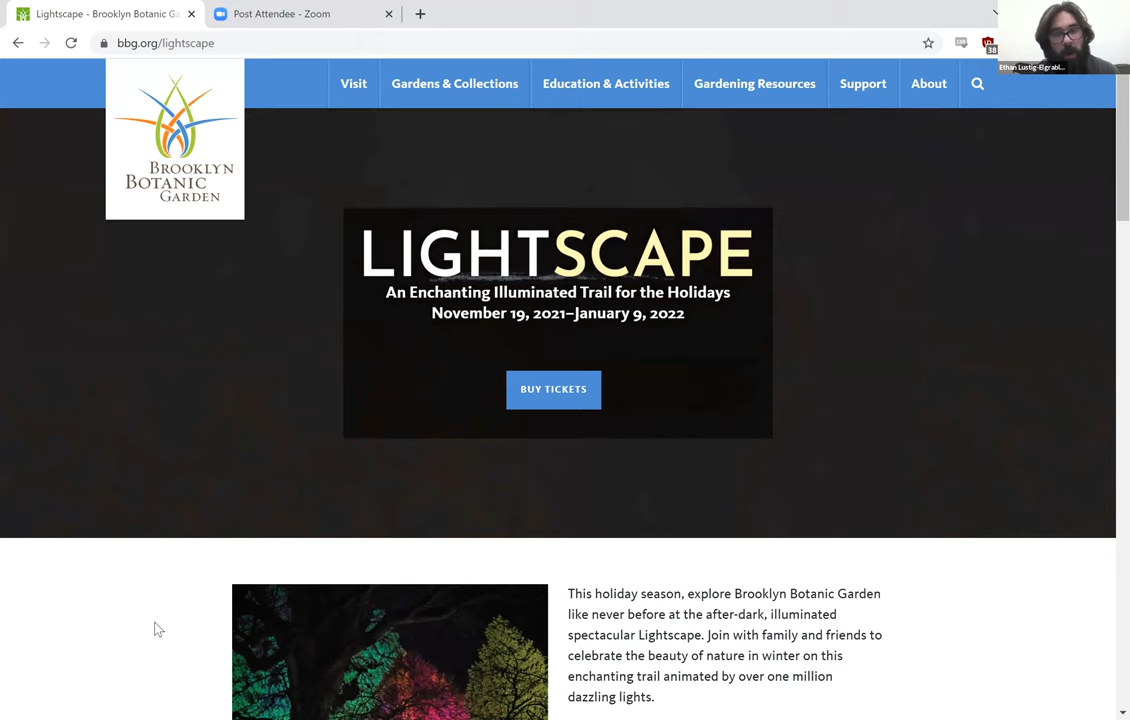 Lightscape - Brooklyn Botanic Ga
Post Attendee - Zoom
bbg.org/lightscape
38
Ethan Lustig-Elgrabl...
Visit
Gardens & Collections
Education & Activities
Gardening Resources
Support
About
BROOKLYN
BOTANIC
GARDEN
LIGHTSCAPE
An Enchanting Illuminated Trail for the Holidays
November 19, 2021–January 9, 2022
BUY TICKETS
This holiday season, explore Brooklyn Botanic Garden
like never before at the after-dark, illuminated
spectacular Lightscape. Join with family and friends to
celebrate the beauty of nature in winter on this
enchanting trail animated by over one million
dazzling lights.